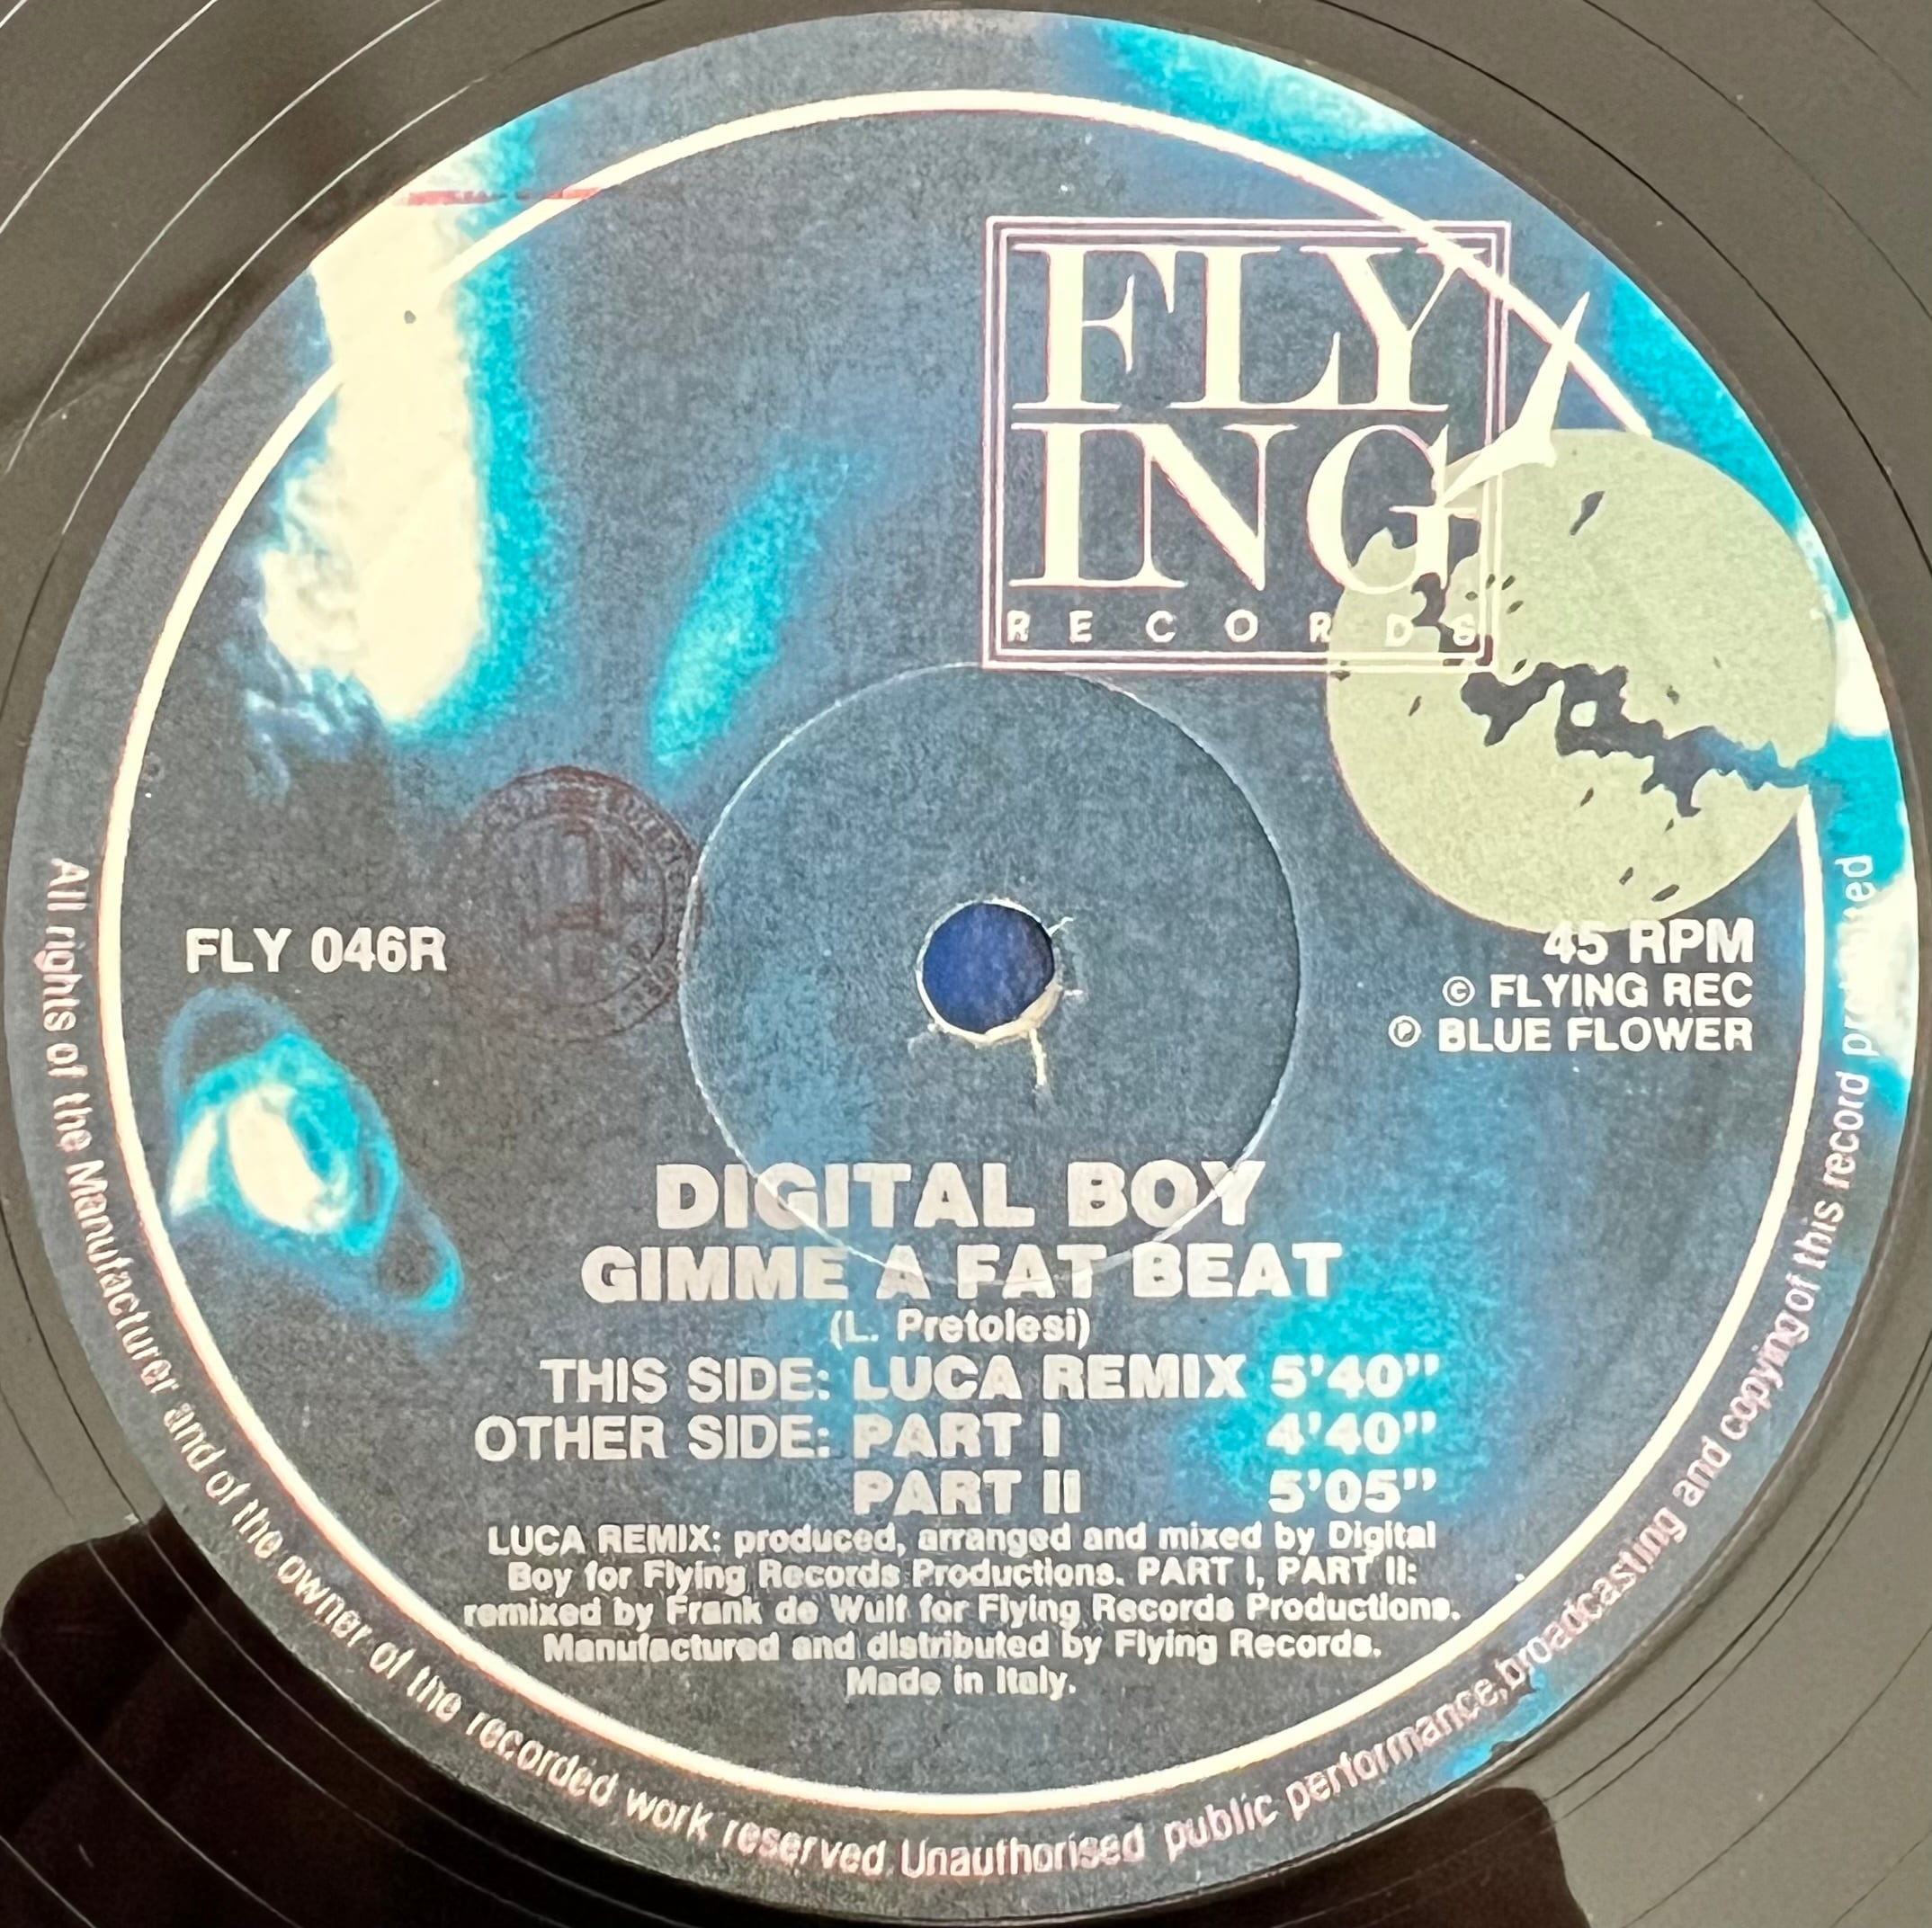 FLY
ING
RECORDS
FLY 046R
45 RPM
© FLYING REC
℗ BLUE FLOWER
DIGITAL BOY
GIMME A FAT BEAT
(L. Pretolesi)
THIS SIDE: LUCA REMIX 5'40"
OTHER SIDE: PART I 4'40"
PART II 5'05"
LUCA REMIX: produced, arranged and mixed by Digital
Boy for Flying Records Productions. PART I, PART II:
remixed by Frank de Wulf for Flying Records Productions.
Manufactured and distributed by Flying Records.
Made in Italy.
All rights of the Manufacturer and of the owner of the recorded work reserved. Unauthorised public performance, broadcasting and copying of this record prohibited